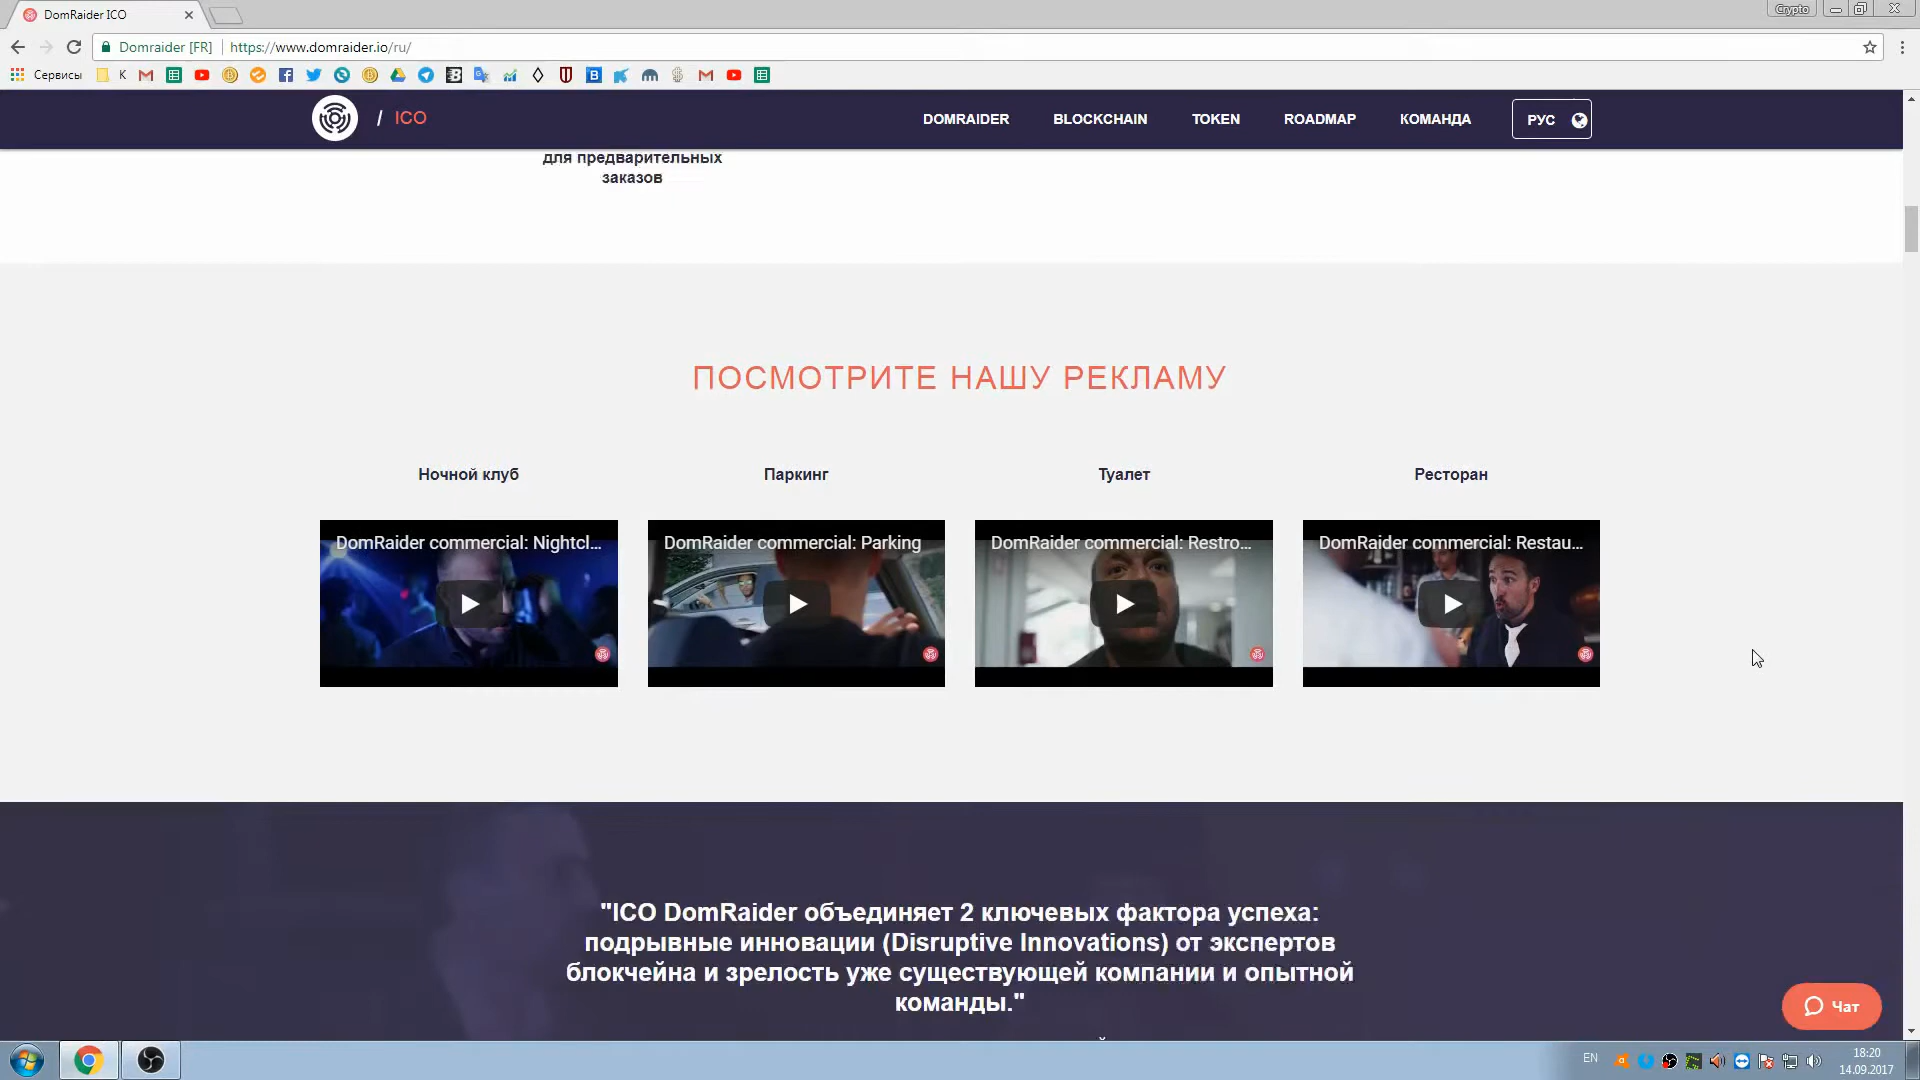 DomRaider ICO
Crypto
Domraider [FR]
https://www.domraider.io/ru/
Сервисы
K
/ ICO
DOMRAIDER
BLOCKCHAIN
TOKEN
ROADMAP
КОМАНДА
РУС
для предварительных
заказов
ПОСМОТРИТЕ НАШУ РЕКЛАМУ
Ночной клуб
Паркинг
Туалет
Ресторан
DomRaider commercial: Nightcl...
DomRaider commercial: Parking
DomRaider commercial: Restro...
DomRaider commercial: Restau...
"ICO DomRaider объединяет 2 ключевых фактора успеха:
подрывные инновации (Disruptive Innovations) от экспертов
блокчейна и зрелость уже существующей компании и опытной
команды."
Чат
EN
18:20
14.09.2017